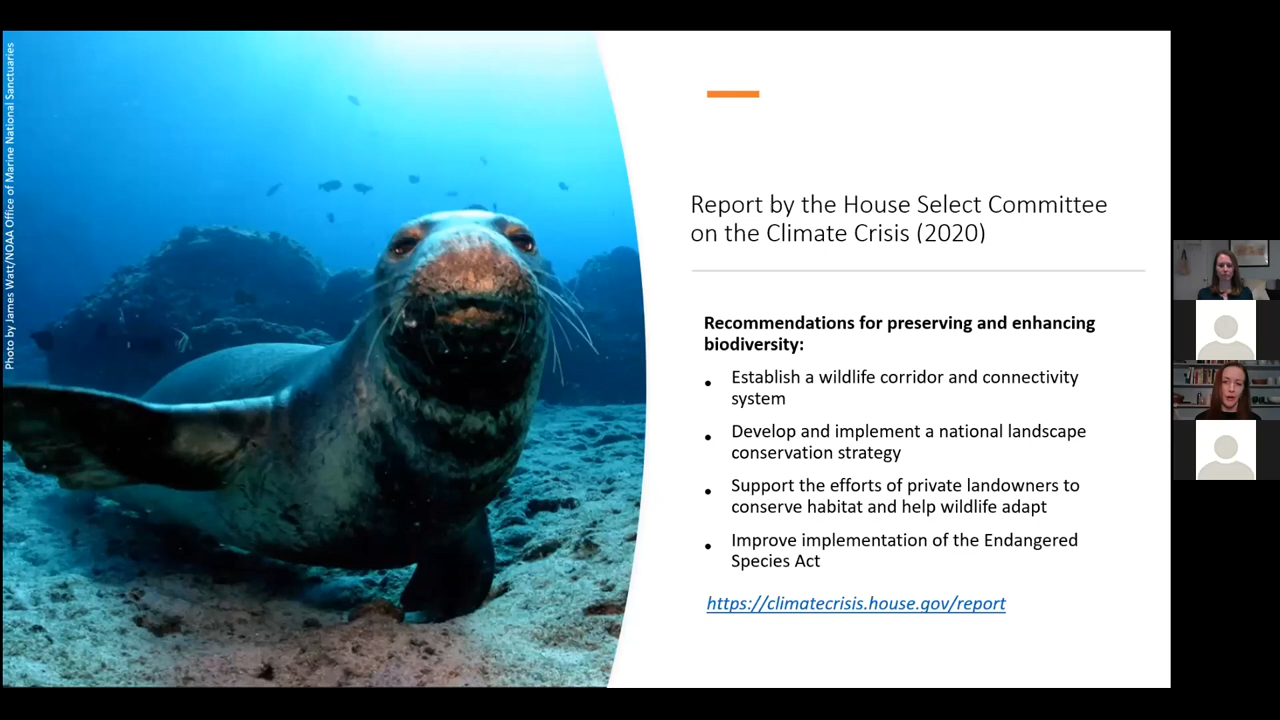 Photo by James Watt/NOAA Office of Marine National Sanctuaries
Report by the House Select Committee
on the Climate Crisis (2020)
Recommendations for preserving and enhancing
biodiversity:
• Establish a wildlife corridor and connectivity
system
• Develop and implement a national landscape
conservation strategy
• Support the efforts of private landowners to
conserve habitat and help wildlife adapt
• Improve implementation of the Endangered
Species Act
https://climatecrisis.house.gov/report